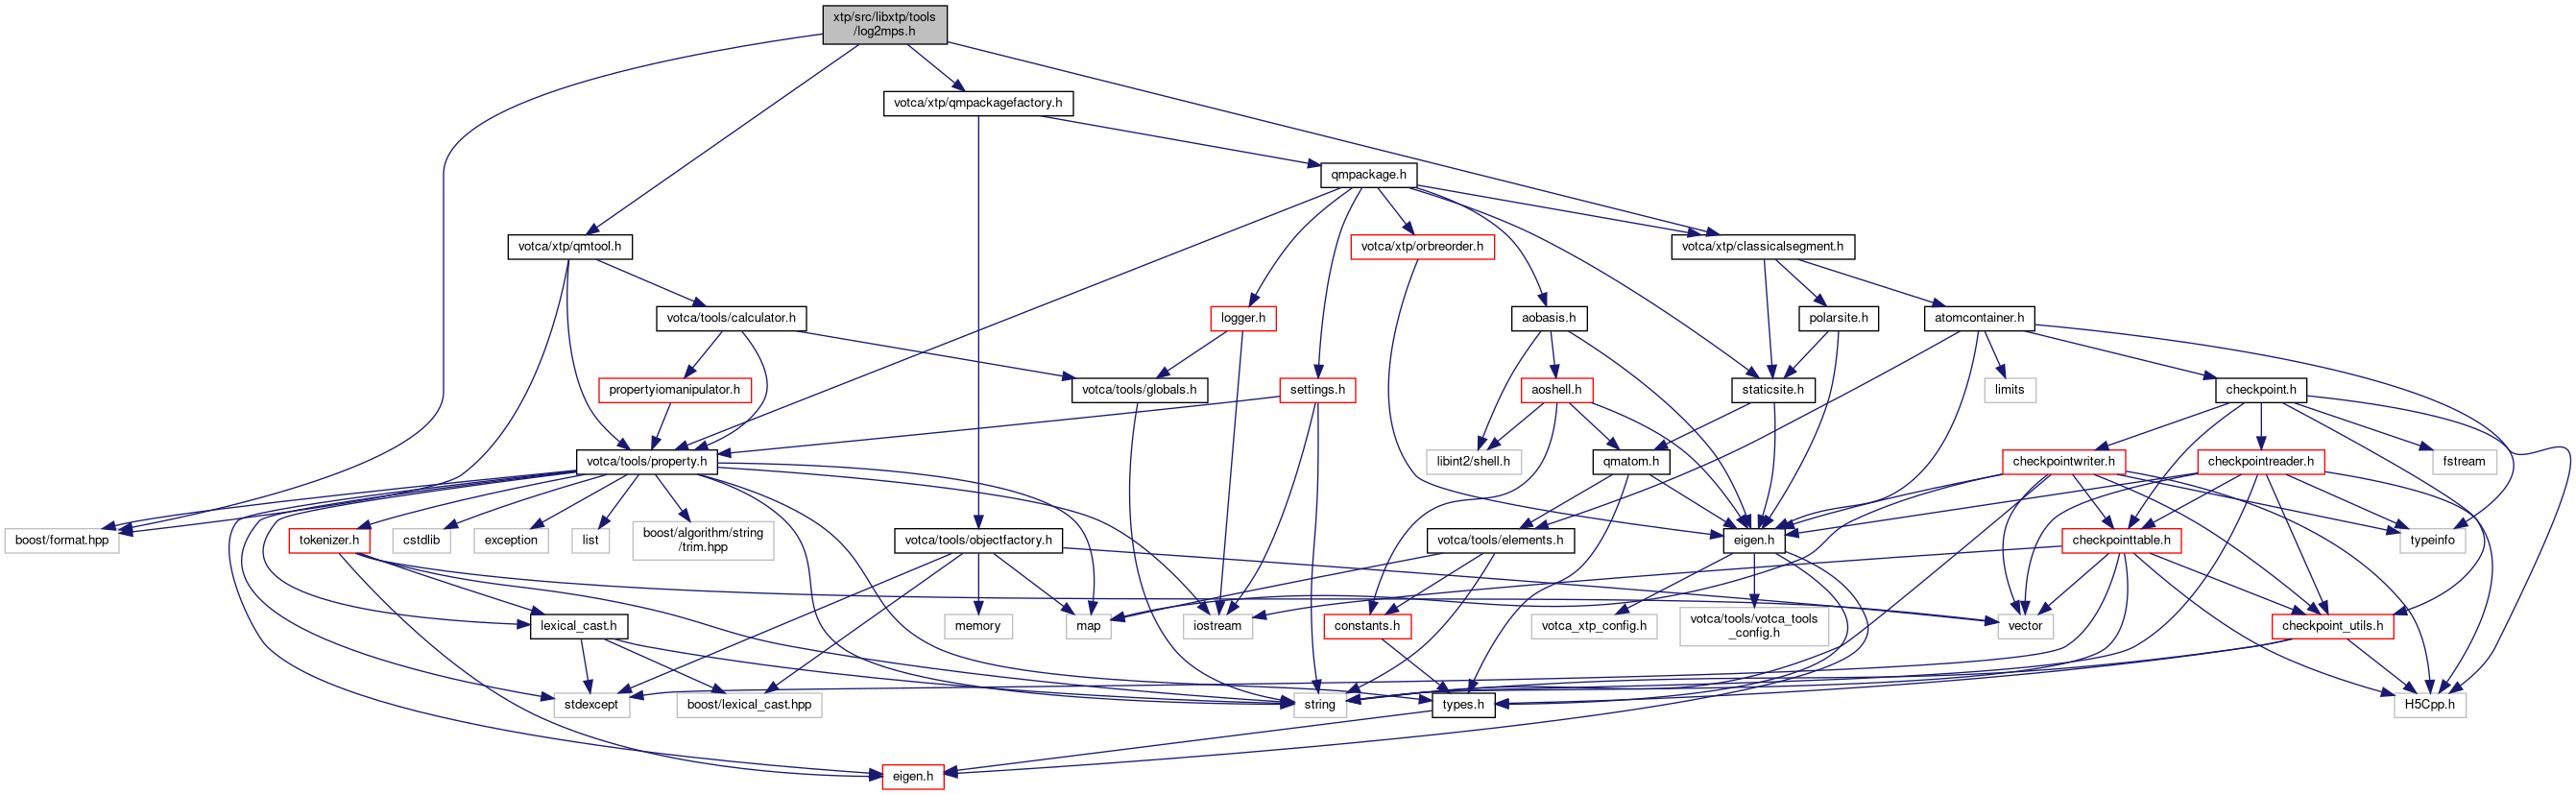 xtp/src/libxtp/tools
/log2mps.h
votca/xtp/qmpackagefactory.h
qmpackage.h
votca/xtp/qmtool.h
votca/xtp/orbreorder.h
votca/xtp/classicalsegment.h
votca/tools/calculator.h
logger.h
aobasis.h
polarsite.h
atomcontainer.h
propertyiomanipulator.h
votca/tools/globals.h
settings.h
aoshell.h
staticsite.h
limits
checkpoint.h
votca/tools/property.h
libint2/shell.h
qmatom.h
checkpointwriter.h
checkpointreader.h
fstream
boost/format.hpp
tokenizer.h
cstdlib
exception
list
boost/algorithm/string
/trim.hpp
votca/tools/objectfactory.h
votca/tools/elements.h
eigen.h
checkpointtable.h
typeinfo
lexical_cast.h
memory
map
iostream
constants.h
votca_xtp_config.h
votca/tools/votca_tools
_config.h
vector
checkpoint_utils.h
stdexcept
boost/lexical_cast.hpp
string
types.h
H5Cpp.h
eigen.h